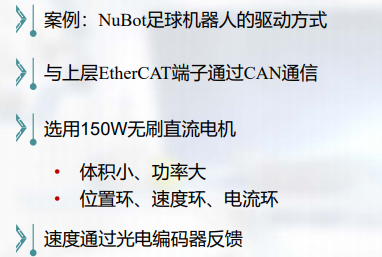 案例：NuBot足球机器人的驱动方式
与上层EtherCAT端子通过CAN通信
选用150W无刷直流电机
• 体积小、功率大
• 位置环、速度环、电流环
速度通过光电编码器反馈